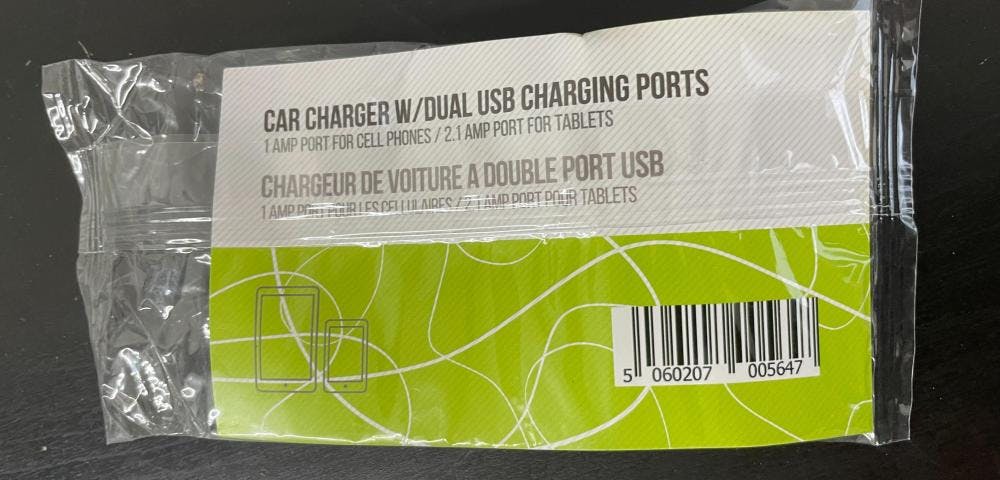 CAR CHARGER W/DUAL USB CHARGING PORTS
1 AMP PORT FOR CELL PHONES / 2.1 AMP PORT FOR TABLETS
CHARGEUR DE VOITURE A DOUBLE PORT USB
1 AMP PORT POUR LES CELLULAIRES / 2.1 AMP PORT POUR TABLETS
5 060207 005647